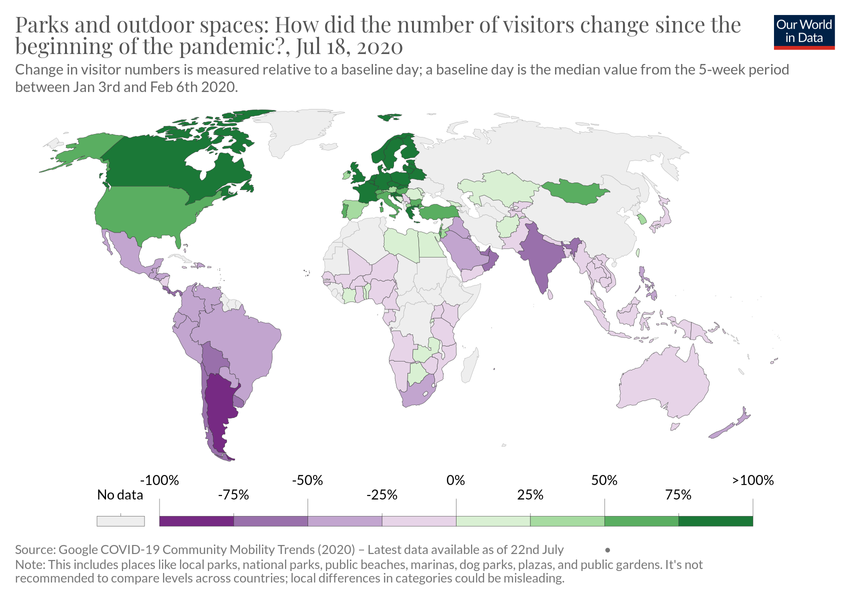 Parks and outdoor spaces: How did the number of visitors change since the
beginning of the pandemic?, Jul 18, 2020
Our World
in Data
Change in visitor numbers is measured relative to a baseline day; a baseline day is the median value from the 5-week period
between Jan 3rd and Feb 6th 2020.
-100% -50% 0% 50% >100%
No data -75% -25% 25% 75%
Source: Google COVID-19 Community Mobility Trends (2020) – Latest data available as of 22nd July •
Note: This includes places like local parks, national parks, public beaches, marinas, dog parks, plazas, and public gardens. It's not
recommended to compare levels across countries; local differences in categories could be misleading.